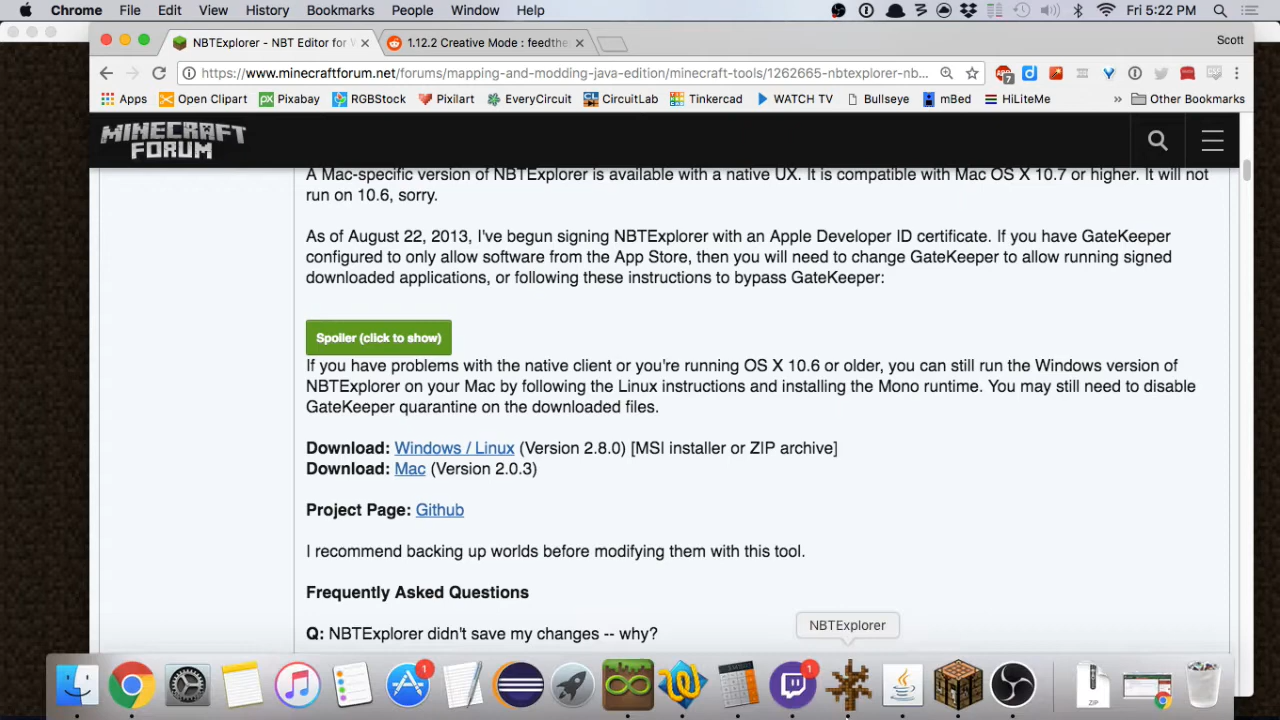 Chrome File Edit View History Bookmarks People Window Help Fri 5:22 PM
NBTExplorer - NBT Editor for W 1.12.2 Creative Mode : feedthe Scott
https://www.minecraftforum.net/forums/mapping-and-modding-java-edition/minecraft-tools/1262665-nbtexplorer-nb...
Apps Open Clipart Pixabay RGBStock Pixilart EveryCircuit CircuitLab Tinkercad WATCH TV Bullseye mBed HiLiteMe » Other Bookmarks
MINECRAFT
FORUM
A Mac-specific version of NBTExplorer is available with a native UX. It is compatible with Mac OS X 10.7 or higher. It will not
run on 10.6, sorry.
As of August 22, 2013, I've begun signing NBTExplorer with an Apple Developer ID certificate. If you have GateKeeper
configured to only allow software from the App Store, then you will need to change GateKeeper to allow running signed
downloaded applications, or following these instructions to bypass GateKeeper:
Spoiler (click to show)
If you have problems with the native client or you're running OS X 10.6 or older, you can still run the Windows version of
NBTExplorer on your Mac by following the Linux instructions and installing the Mono runtime. You may still need to disable
GateKeeper quarantine on the downloaded files.
Download: Windows / Linux (Version 2.8.0) [MSI installer or ZIP archive]
Download: Mac (Version 2.0.3)
Project Page: Github
I recommend backing up worlds before modifying them with this tool.
Frequently Asked Questions
Q: NBTExplorer didn't save my changes -- why?
NBTExplorer
1 1
ZIP